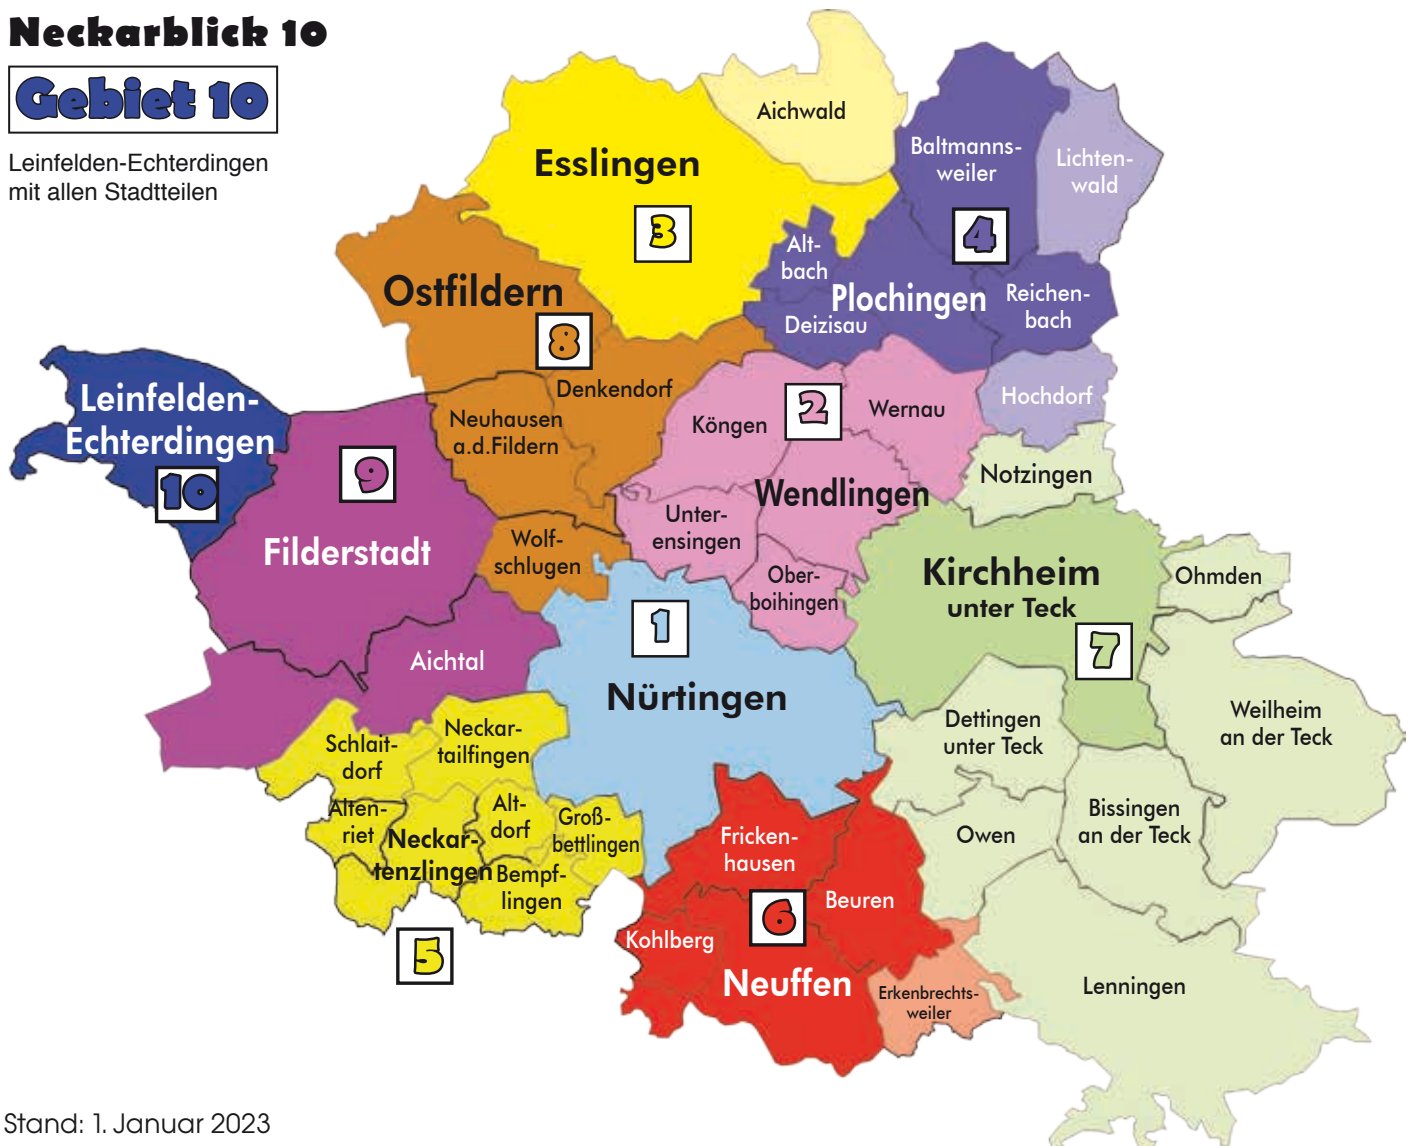 Neckarblick 10
Gebiet 10
Leinfelden-Echterdingen
mit allen Stadtteilen
Aichwald
Esslingen
3
Baltmanns-
weiler
Lichten-
wald
4
Alt-
bach
Plochingen
Deizisau
Reichen-
bach
Hochdorf
Ostfildern
8
Denkendorf
Neuhausen
a.d.Fildern
Wolf-
schlugen
Leinfelden-
Echterdingen
10
9
Filderstadt
Aichtal
2
Köngen
Wernau
Wendlingen
Unter-
ensingen
Ober-
boihingen
Notzingen
Kirchheim
unter Teck
7
Ohmden
Weilheim
an der Teck
Dettingen
unter Teck
Bissingen
an der Teck
Owen
Lenningen
1
Nürtingen
Schlait-
dorf
Neckar-
tailfingen
Alten-
riet
Neckar-
tenzlingen
Alt-
dorf
Groß-
bettlingen
Bempf-
lingen
5
Fricken-
hausen
Beuren
6
Kohlberg
Neuffen
Erkenbrechts-
weiler
Stand: 1. Januar 2023